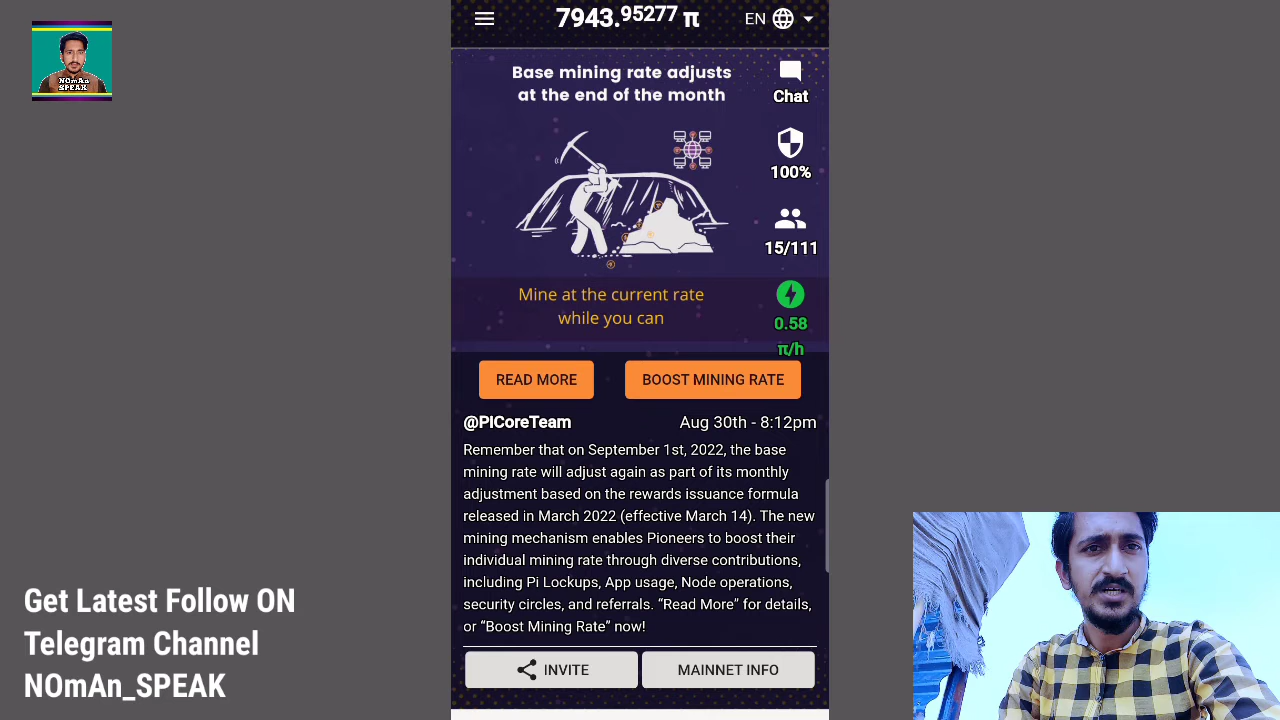 NOmAn
SPEAK
7943.95277 π
EN
Base mining rate adjusts
at the end of the month
Chat
100%
15/111
Mine at the current rate
while you can
0.58
π/h
READ MORE
BOOST MINING RATE
@PiCoreTeam
Aug 30th - 8:12pm
Remember that on September 1st, 2022, the base
mining rate will adjust again as part of its monthly
adjustment based on the rewards issuance formula
released in March 2022 (effective March 14). The new
mining mechanism enables Pioneers to boost their
individual mining rate through diverse contributions,
including Pi Lockups, App usage, Node operations,
security circles, and referrals. “Read More” for details,
or “Boost Mining Rate” now!
INVITE
MAINNET INFO
Get Latest Follow ON
Telegram Channel
NOmAn_SPEAK